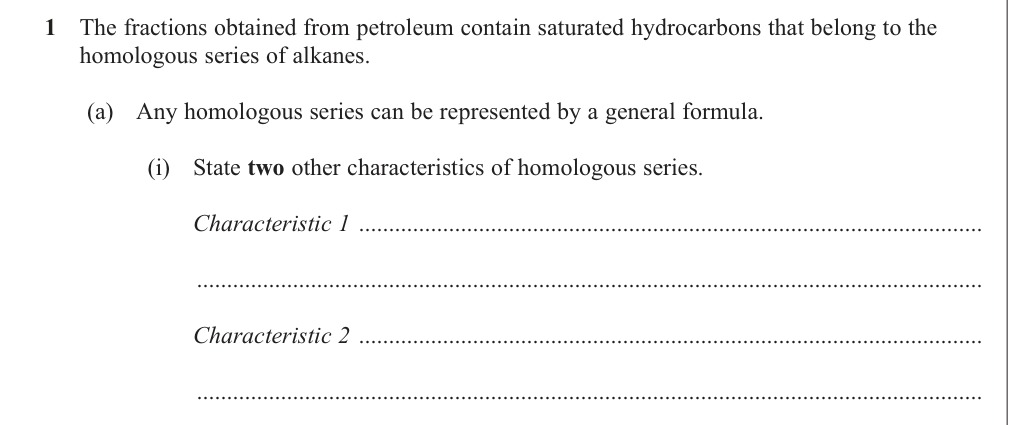 1 The fractions obtained from petroleum contain saturated hydrocarbons that belong to the
homologous series of alkanes.
(a) Any homologous series can be represented by a general formula.
(i) State two other characteristics of homologous series.
Characteristic 1 ........................................................................................................
...................................................................................................................................
Characteristic 2 ........................................................................................................
...................................................................................................................................